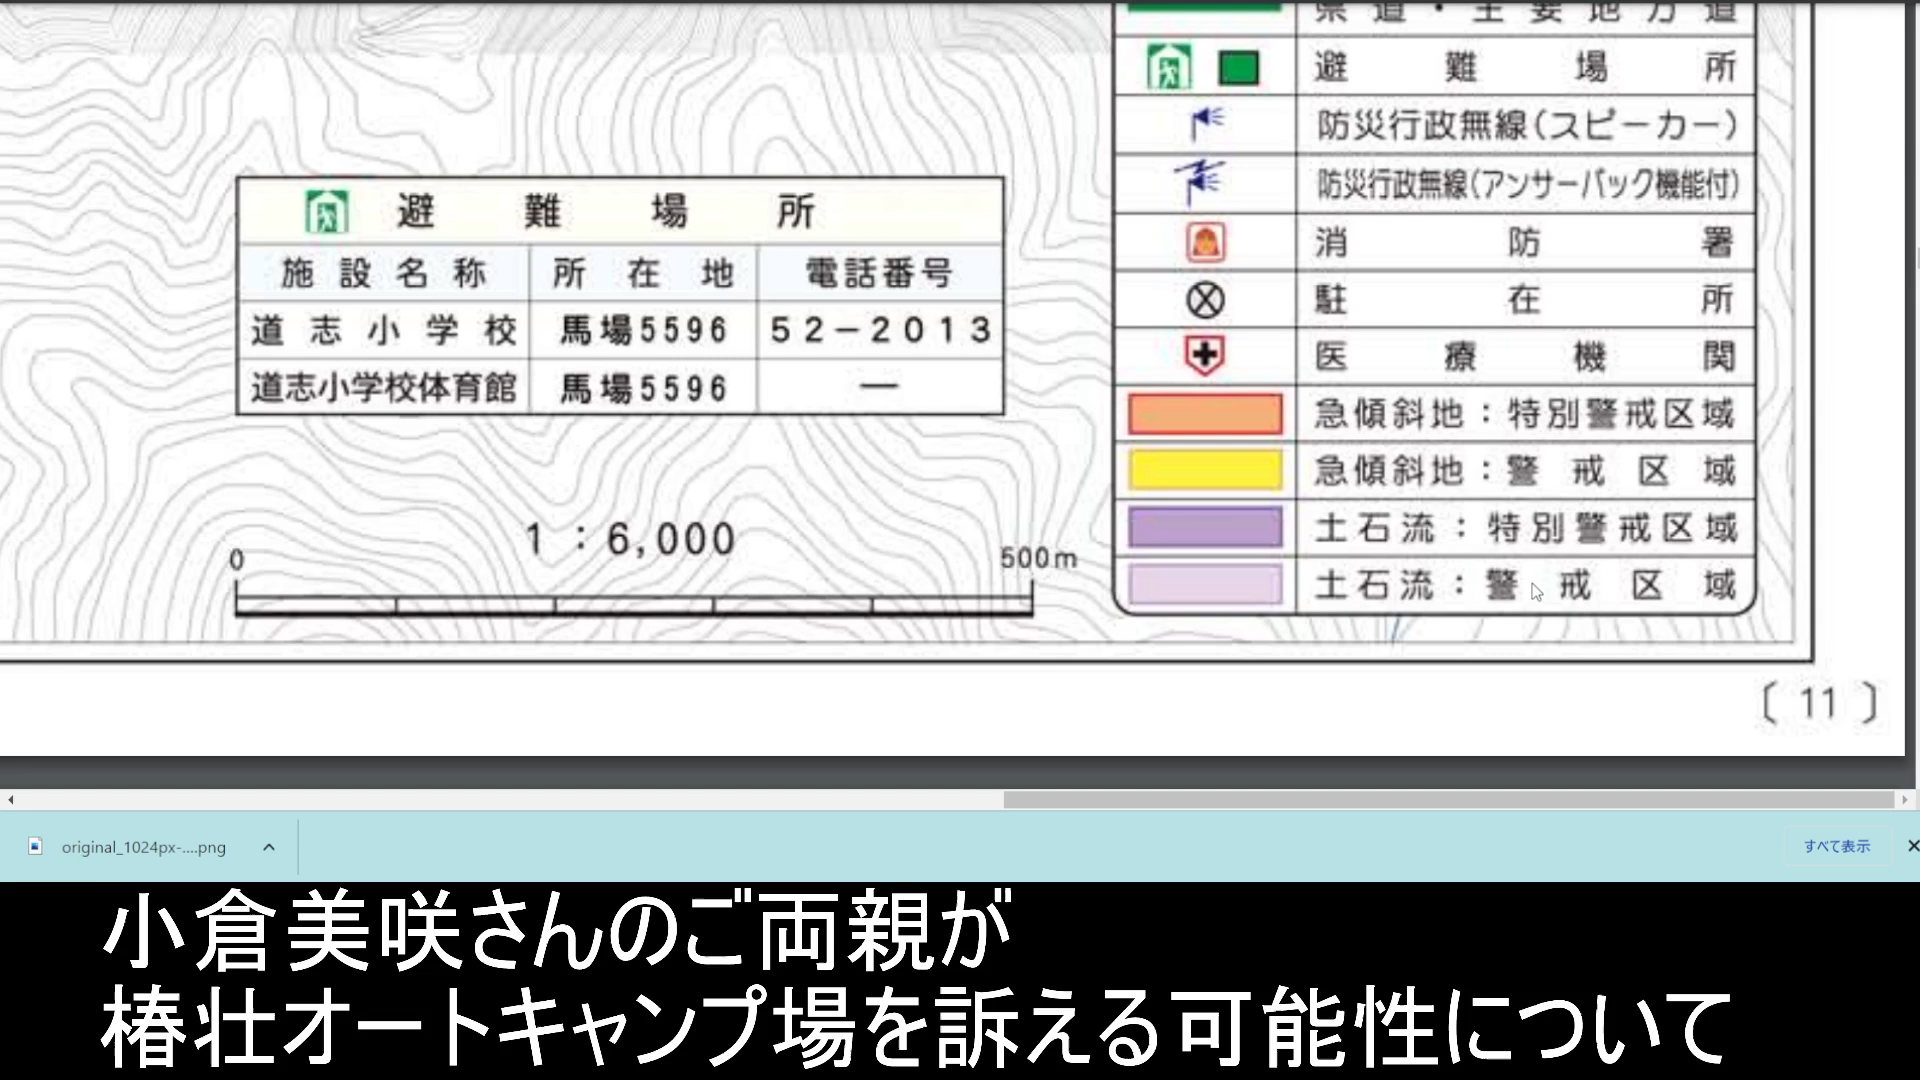 県道・主要地方道
避難場所
防災行政無線(スピーカー)
防災行政無線(アンサーバック機能付)
消防署
駐在所
医療機関
急傾斜地:特別警戒区域
急傾斜地:警戒区域
土石流:特別警戒区域
土石流:警戒区域
避難場所
施設名称 所在地 電話番号
道志小学校 馬場5596 52-2013
道志小学校体育館 馬場5596 —
1:6,000
0 500m
〔 11 〕
original_1024px-....png
すべて表示
小倉美咲さんのご両親が
椿荘オートキャンプ場を訴える可能性について